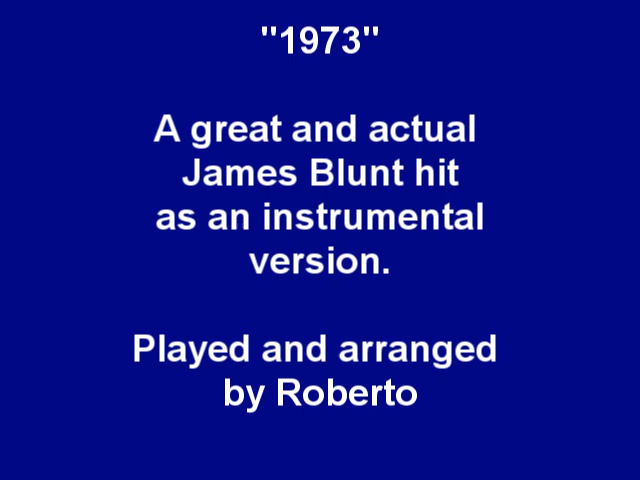 "1973"
A great and actual
James Blunt hit
as an instrumental
version.
Played and arranged
by Roberto